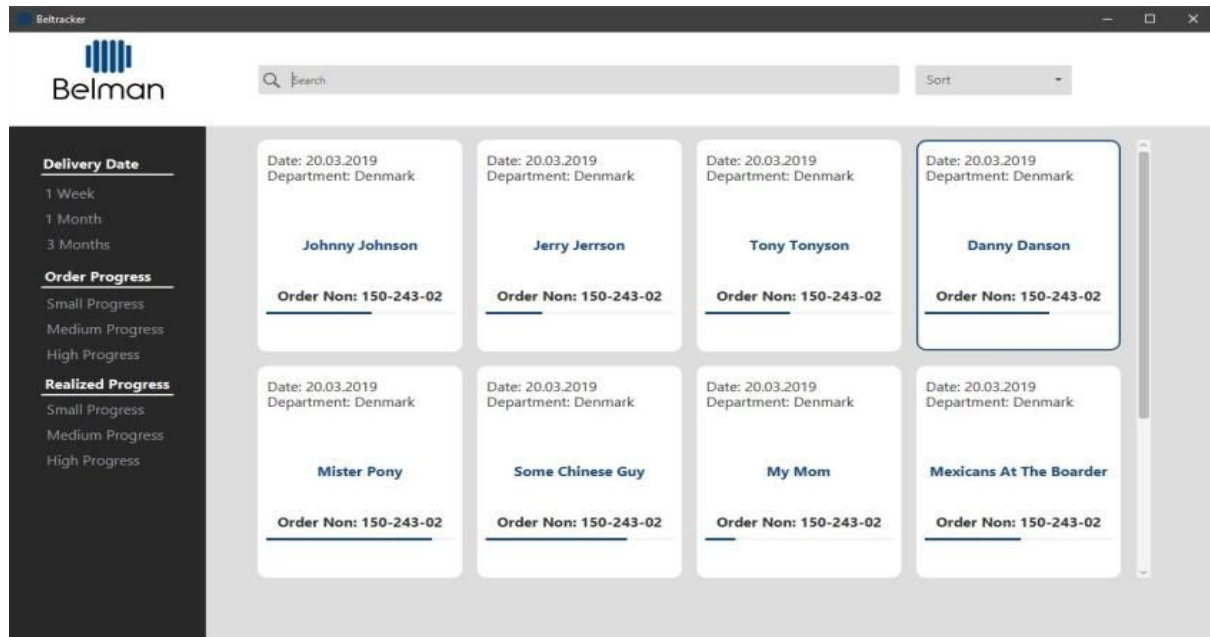 Beltracker
Belman
Search
Sort
Delivery Date
1 Week
1 Month
3 Months
Order Progress
Small Progress
Medium Progress
High Progress
Realized Progress
Small Progress
Medium Progress
High Progress
Date: 20.03.2019
Department: Denmark
Johnny Johnson
Order Non: 150-243-02
Date: 20.03.2019
Department: Denmark
Jerry Jerrson
Order Non: 150-243-02
Date: 20.03.2019
Department: Denmark
Tony Tonyson
Order Non: 150-243-02
Date: 20.03.2019
Department: Denmark
Danny Danson
Order Non: 150-243-02
Date: 20.03.2019
Department: Denmark
Mister Pony
Order Non: 150-243-02
Date: 20.03.2019
Department: Denmark
Some Chinese Guy
Order Non: 150-243-02
Date: 20.03.2019
Department: Denmark
My Mom
Order Non: 150-243-02
Date: 20.03.2019
Department: Denmark
Mexicans At The Boarder
Order Non: 150-243-02